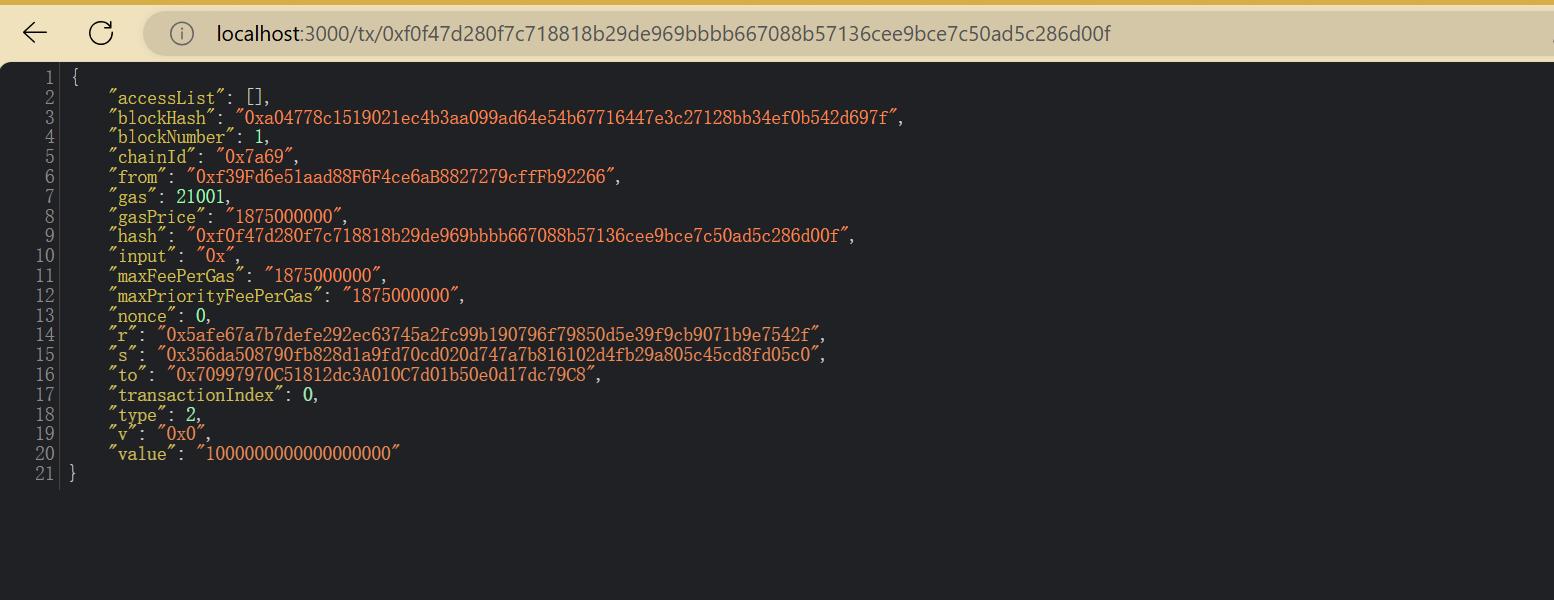 localhost:3000/tx/0xf0f47d280f7c718818b29de969bbbb667088b57136cee9bce7c50ad5c286d00f
1 {
2 "accessList": [],
3 "blockHash": "0xa04778c1519021ec4b3aa099ad64e54b67716447e3c27128bb34ef0b542d697f",
4 "blockNumber": 1,
5 "chainId": "0x7a69",
6 "from": "0xf39Fd6e51aad88F6F4ce6aB8827279cffFb92266",
7 "gas": 21001,
8 "gasPrice": "1875000000",
9 "hash": "0xf0f47d280f7c718818b29de969bbbb667088b57136cee9bce7c50ad5c286d00f",
10 "input": "0x",
11 "maxFeePerGas": "1875000000",
12 "maxPriorityFeePerGas": "1875000000",
13 "nonce": 0,
14 "r": "0x5afe67a7b7defe292ec63745a2fc99b190796f79850d5e39f9cb9071b9e7542f",
15 "s": "0x356da508790fb828d1a9fd70cd020d747a7b816102d4fb29a805c45cd8fd05c0",
16 "to": "0x70997970C51812dc3A010C7d01b50e0d17dc79C8",
17 "transactionIndex": 0,
18 "type": 2,
19 "v": "0x0",
20 "value": "1000000000000000000"
21 }